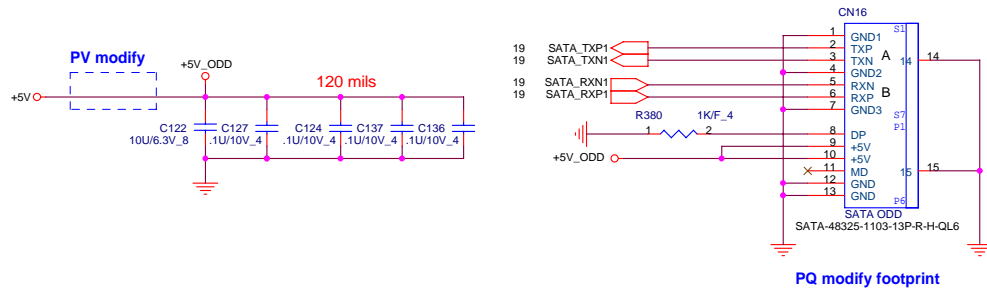 PV modify
+5V_ODD
+5V
120 mils
C122
10U/6.3V_8
C127
.1U/10V_4
C124
.1U/10V_4
C137
.1U/10V_4
C136
.1U/10V_4
CN16
19 SATA_TXP1
19 SATA_TXN1
19 SATA_RXN1
19 SATA_RXP1
R380
1K/F_4
1 2
+5V_ODD
1 GND1 S1
2 TXP
3 TXN A 14 14
4 GND2
5 RXN B
6 RXP
7 GND3 S7
P1
8 DP
9 +5V
10 +5V
11 MD 15 15
12 GND
13 GND P6
SATA ODD
SATA-48325-1103-13P-R-H-QL6
PQ modify footprint